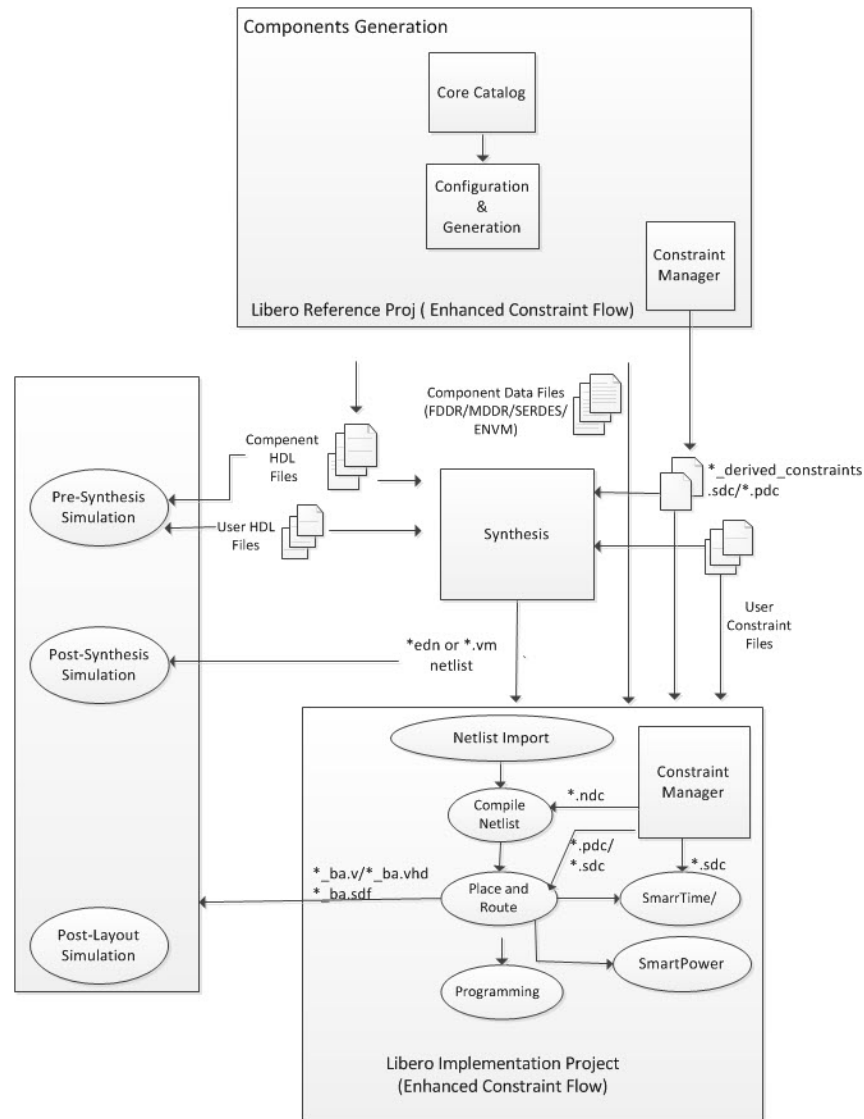 Components Generation
Core Catalog
Configuration
&
Generation
Constraint
Manager
Libero Reference Proj ( Enhanced Constraint Flow)
Component Data Files
(FDDR/MDDR/SERDES/
ENVM)
Compenent
HDL
Files
*_derived_constraints
.sdc/*.pdc
Pre-Synthesis
Simulation
User HDL
Files
Synthesis
User
Constraint
Files
Post-Synthesis
Simulation
*edn or *.vm
netlist
Netlist Import
Constraint
Manager
*.ndc
Compile
Netlist
*.pdc/
*.sdc
*.sdc
*_ba.v/*_ba.vhd
*_ba.sdf
Place and
Route
SmarrTime/
Post-Layout
Simulation
SmartPower
Programming
Libero Implementation Project
(Enhanced Constraint Flow)